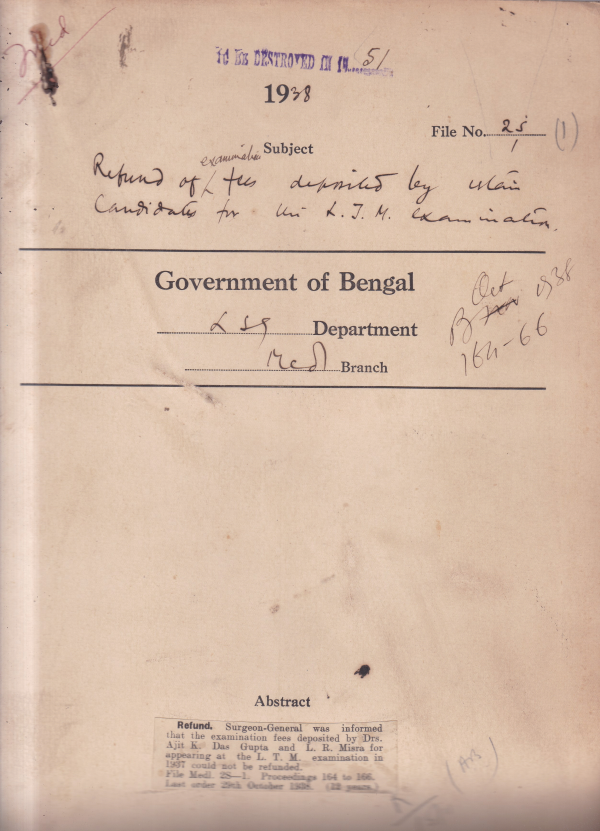 Med
TO BE DESTROYED IN 19 51
1938
File No. 2S/1 (1)
Subject
Refund of examination fees deposited by certain
Candidates for the L.T.M. examination.
Government of Bengal
LSG Department
Medl Branch
Oct 1938
B
164-66
Abstract
Refund. Surgeon-General was informed
that the examination fees deposited by Drs.
Ajit K. Das Gupta and L. R. Misra for
appearing at the L. T. M. examination in
1937 could not be refunded.
File Medl. 2S—1. Proceedings 164 to 166.
Last order 29th October 1938. (12 years.)